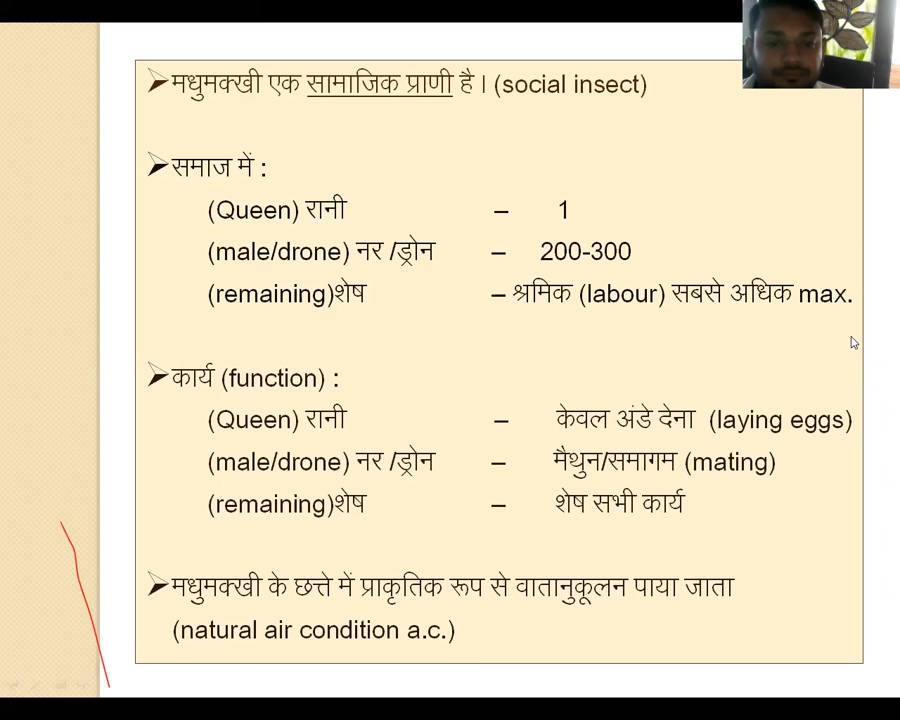 ➢मधुमक्खी एक सामाजिक प्राणी है । (social insect)
➢समाज में :
(Queen) रानी – 1
(male/drone) नर /ड्रोन – 200-300
(remaining)शेष – श्रमिक (labour) सबसे अधिक max.
➢कार्य (function) :
(Queen) रानी – केवल अंडे देना (laying eggs)
(male/drone) नर /ड्रोन – मैथुन/समागम (mating)
(remaining)शेष – शेष सभी कार्य
➢मधुमक्खी के छत्ते में प्राकृतिक रूप से वातानुकूलन पाया जाता
(natural air condition a.c.)